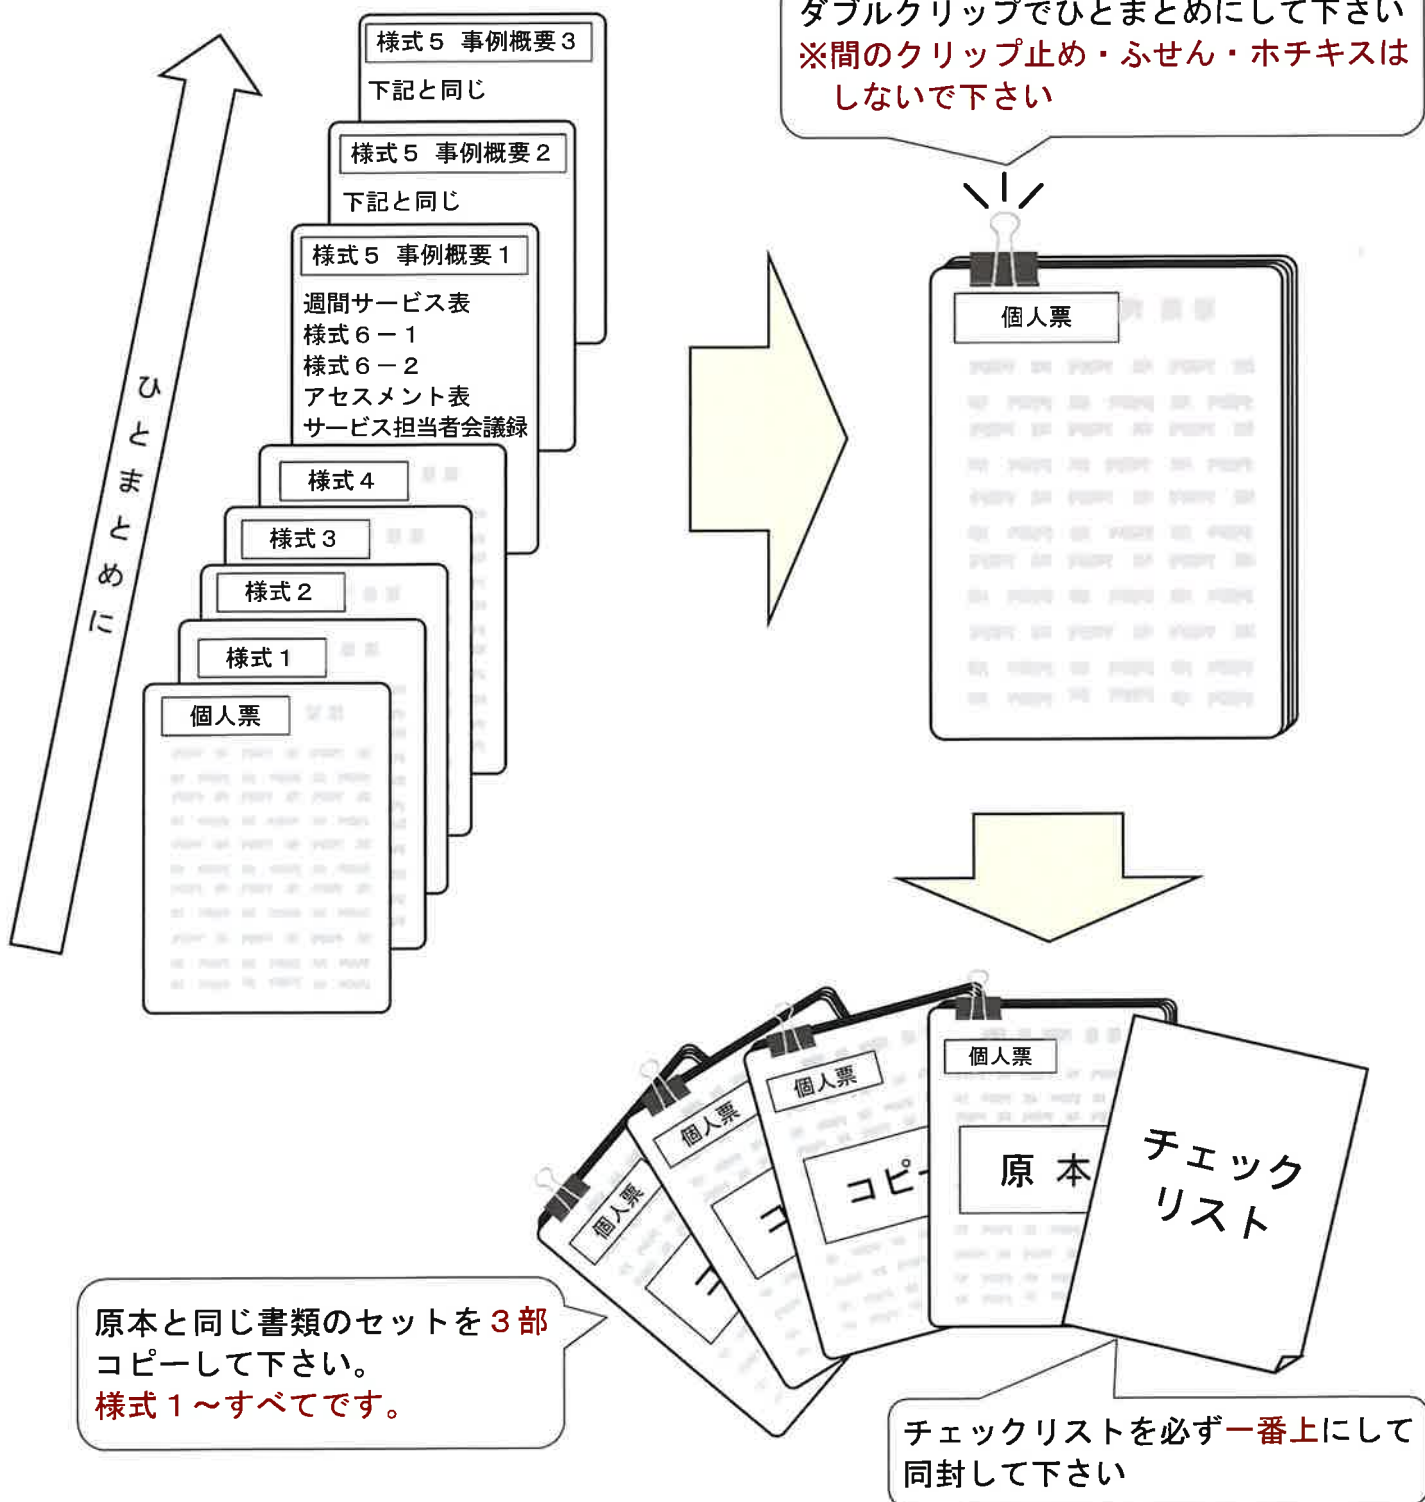 様式５ 事例概要３
下記と同じ
様式５ 事例概要２
下記と同じ
様式５ 事例概要１
週間サービス表
様式６－１
様式６－２
アセスメント表
サービス担当者会議録
様式４
様式３
様式２
様式１
個人票
ひとまとめに
ダブルクリップでひとまとめにして下さい
※間のクリップ止め・ふせん・ホチキスは
しないで下さい
個人票
個人票
個人票
個人票
個人票
コ
コピー
原 本
チェック
リスト
原本と同じ書類のセットを３部
コピーして下さい。
様式１～すべてです。
チェックリストを必ず一番上にして
同封して下さい